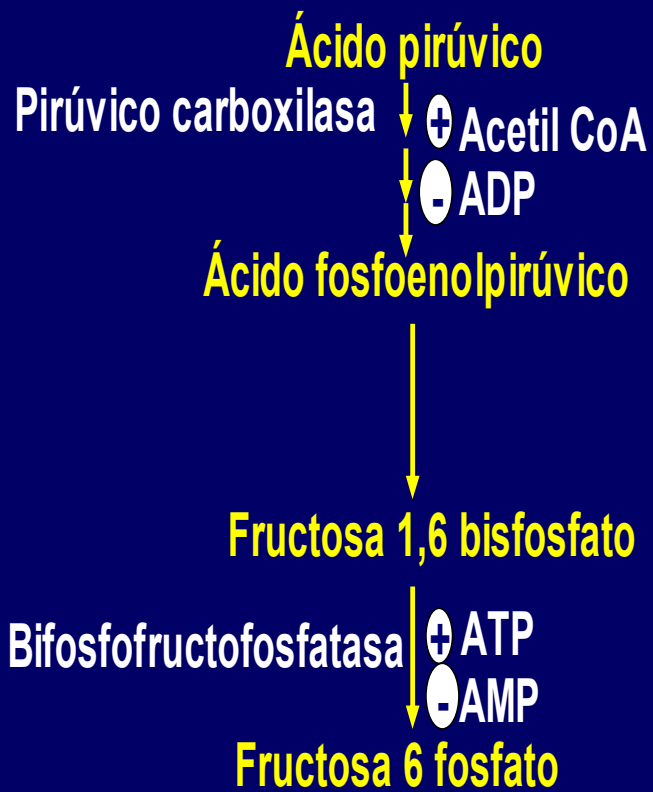 Ácido pirúvico
Pirúvico carboxilasa
+ Acetil CoA
- ADP
Ácido fosfoenolpirúvico
Fructosa 1,6 bisfosfato
Bifosfofructofosfatasa
+ ATP
- AMP
Fructosa 6 fosfato